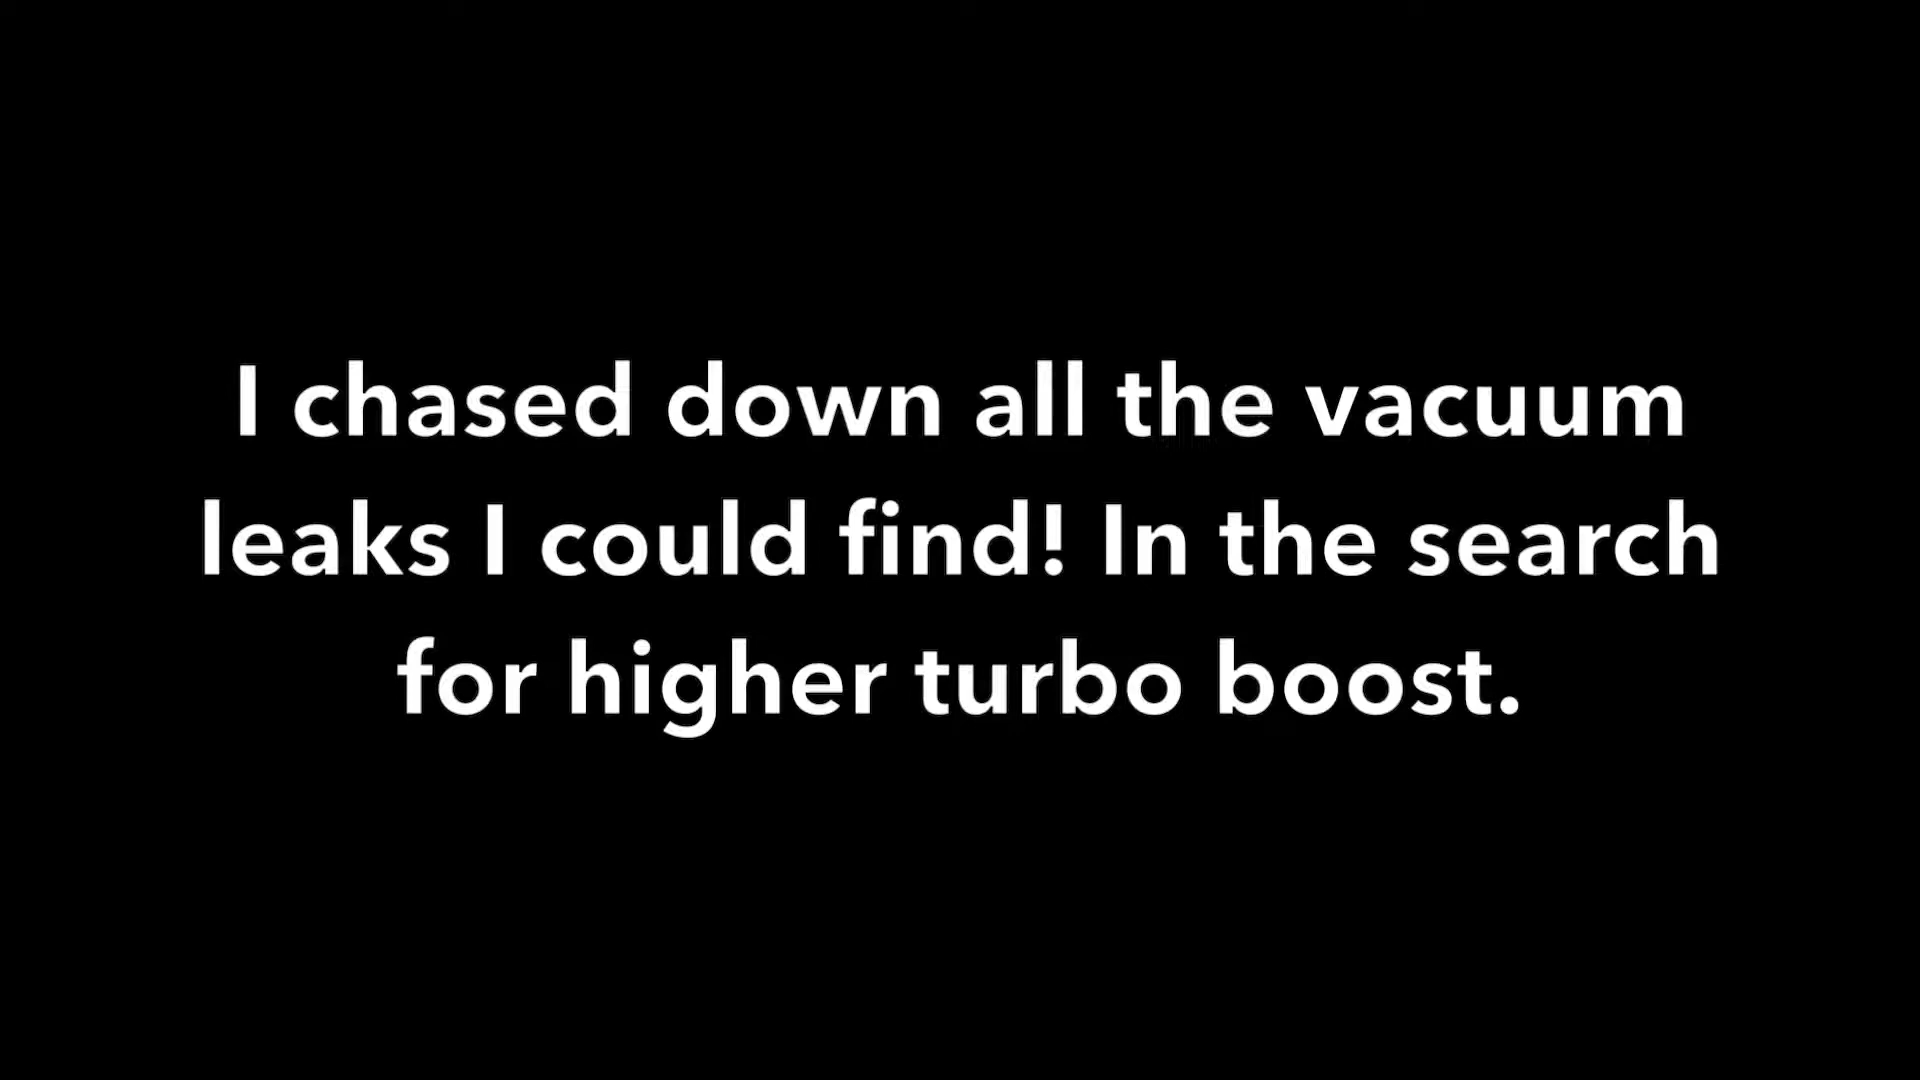 I chased down all the vacuum
leaks I could find! In the search
for higher turbo boost.